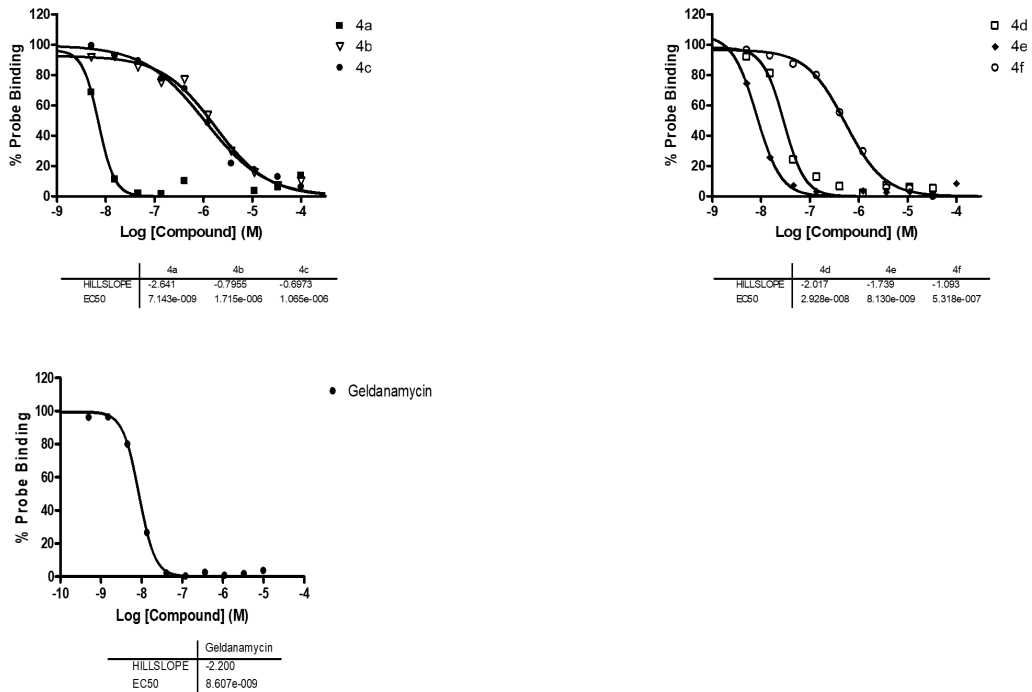 120
100
80
60
40
20
0
% Probe Binding
-9 -8 -7 -6 -5 -4
Log [Compound] (M)
4a
4b
4c
4a 4b 4c
HILLSLOPE -2.641 -0.7955 -0.6973
EC50 7.143e-009 1.715e-006 1.065e-006
120
100
80
60
40
20
0
% Probe Binding
-9 -8 -7 -6 -5 -4
Log [Compound] (M)
4d
4e
4f
4d 4e 4f
HILLSLOPE -2.017 -1.739 -1.093
EC50 2.928e-008 8.130e-009 5.318e-007
120
100
80
60
40
20
0
% Probe Binding
-10 -9 -8 -7 -6 -5 -4
Log [Compound] (M)
Geldanamycin
Geldanamycin
HILLSLOPE -2.200
EC50 8.607e-009